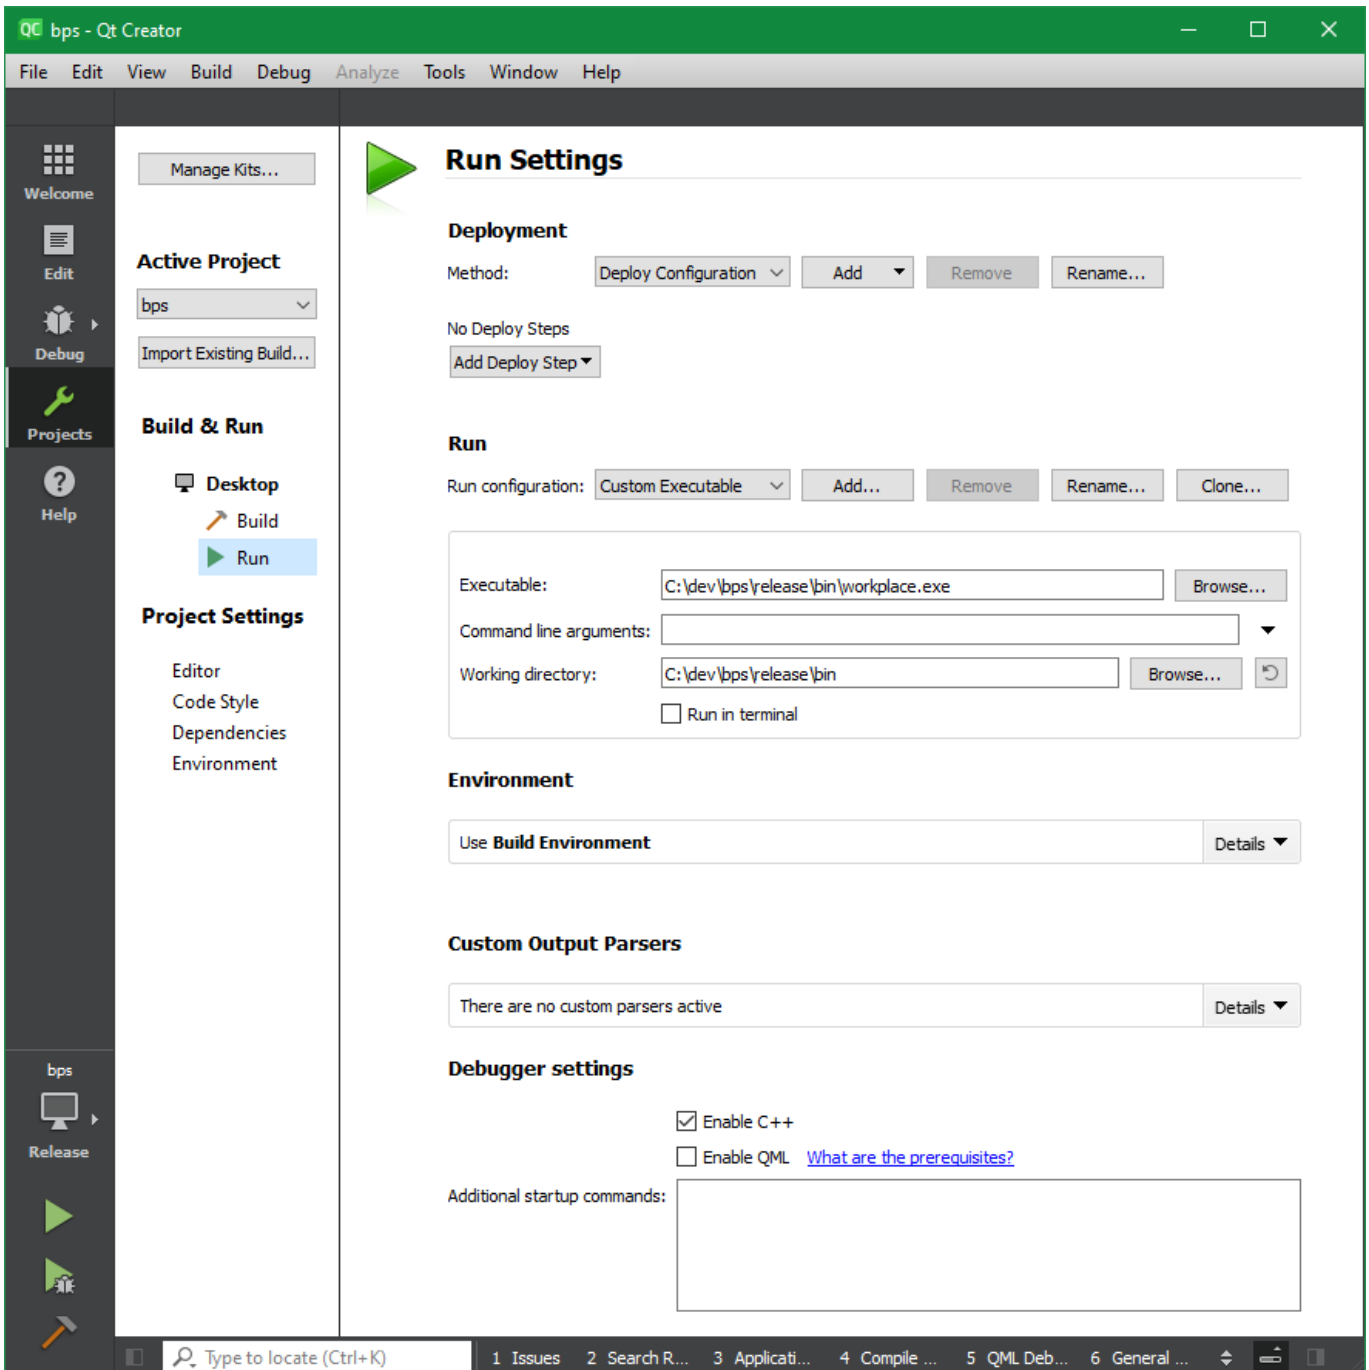 QC bps - Qt Creator
File Edit View Build Debug Analyze Tools Window Help
Welcome
Edit
Debug
Projects
Help
bps
Release
Manage Kits...
Active Project
bps
Import Existing Build...
Build & Run
Desktop
Build
Run
Project Settings
Editor
Code Style
Dependencies
Environment
Run Settings
Deployment
Method: Deploy Configuration Add Remove Rename...
No Deploy Steps
Add Deploy Step
Run
Run configuration: Custom Executable Add... Remove Rename... Clone...
Executable: C:\dev\bps\release\bin\workplace.exe Browse...
Command line arguments:
Working directory: C:\dev\bps\release\bin Browse...
Run in terminal
Environment
Use Build Environment Details
Custom Output Parsers
There are no custom parsers active Details
Debugger settings
Enable C++
Enable QML What are the prerequisites?
Additional startup commands:
Type to locate (Ctrl+K) 1 Issues 2 Search R... 3 Applicati... 4 Compile ... 5 QML Deb... 6 General ...